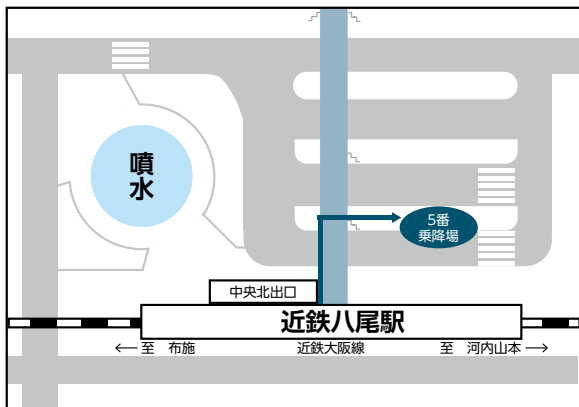 噴水
5番
乗降場
中央北出口
近鉄八尾駅
←至 布施
近鉄大阪線
至 河内山本→